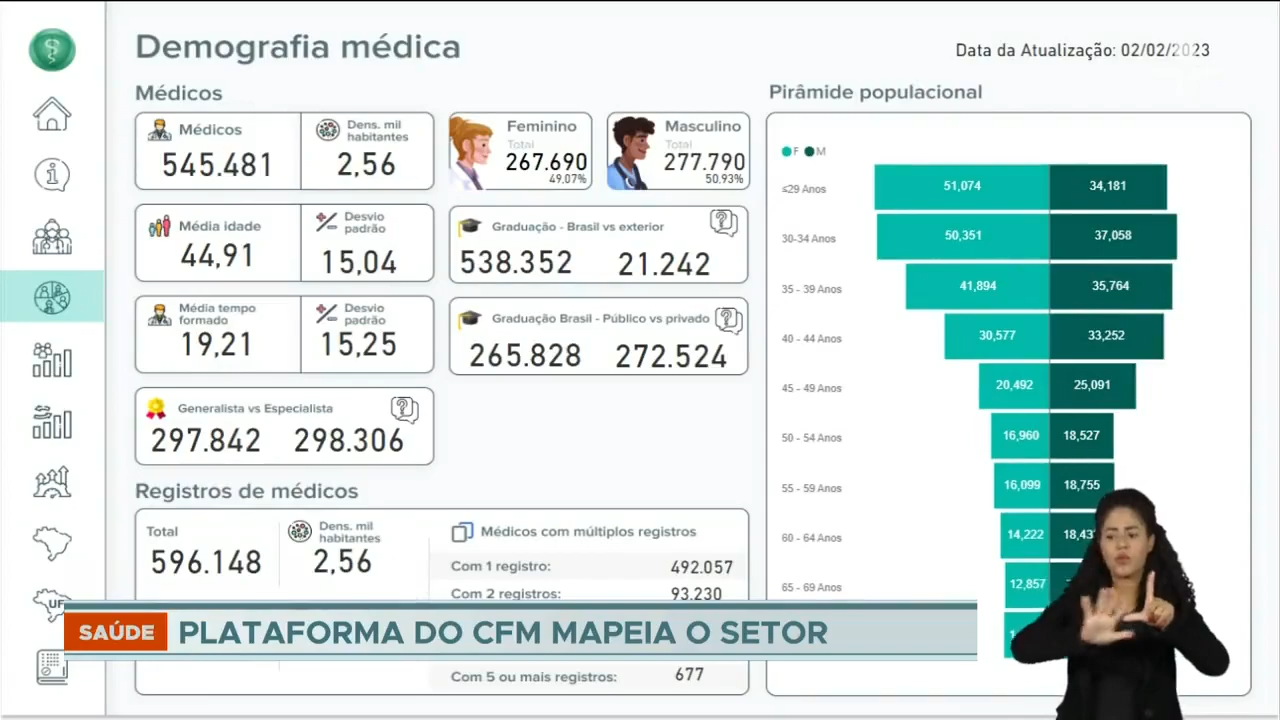 Demografia médica
Data da Atualização: 02/02/2023
Médicos
Médicos
545.481
Dens. mil
habitantes
2,56
Feminino
Total
267.690
49.07%
Masculino
Total
277.790
50.93%
Média idade
44,91
Desvio
padrão
15,04
Graduação - Brasil vs exterior
538.352 21.242
Média tempo
formado
19,21
Desvio
padrão
15,25
Graduação Brasil - Público vs privado
265.828 272.524
Generalista vs Especialista
297.842 298.306
Registros de médicos
Total
596.148
Dens. mil
habitantes
2,56
Médicos com múltiplos registros
Com 1 registro: 492.057
Com 2 registros: 93.230
Com 5 ou mais registros: 677
Pirâmide populacional
F M
≤29 Anos 51,074 34,181
30-34 Anos 50,351 37,058
35 - 39 Anos 41,894 35,764
40 - 44 Anos 30,577 33,252
45 - 49 Anos 20,492 25,091
50 - 54 Anos 16,960 18,527
55 - 59 Anos 16,099 18,755
60 - 64 Anos 14,222
65 - 69 Anos 12,857
UF
SAÚDE PLATAFORMA DO CFM MAPEIA O SETOR